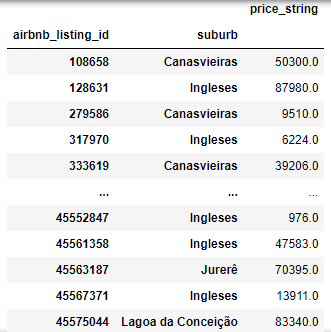 price_string
airbnb_listing_id suburb
108658 Canasvieiras 50300.0
128631 Ingleses 87980.0
279586 Canasvieiras 9510.0
317970 Ingleses 6224.0
333619 Canasvieiras 39206.0
... ... ...
45552847 Ingleses 976.0
45561358 Ingleses 47583.0
45563187 Jurerê 70395.0
45567371 Ingleses 13911.0
45575044 Lagoa da Conceição 83340.0